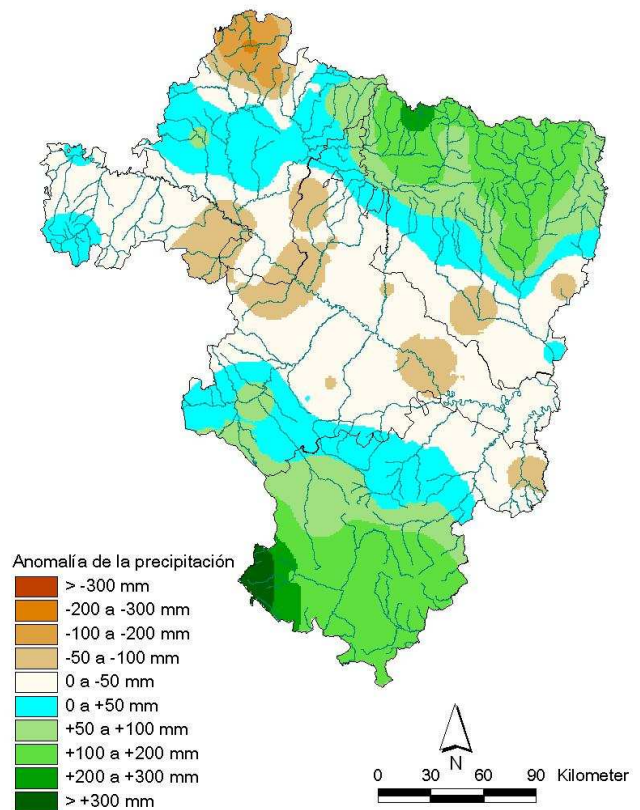 Anomalía de la precipitación
> -300 mm
-200 a -300 mm
-100 a -200 mm
-50 a -100 mm
0 a -50 mm
0 a +50 mm
+50 a +100 mm
+100 a +200 mm
+200 a +300 mm
> +300 mm
N
0 30 60 90 Kilometer